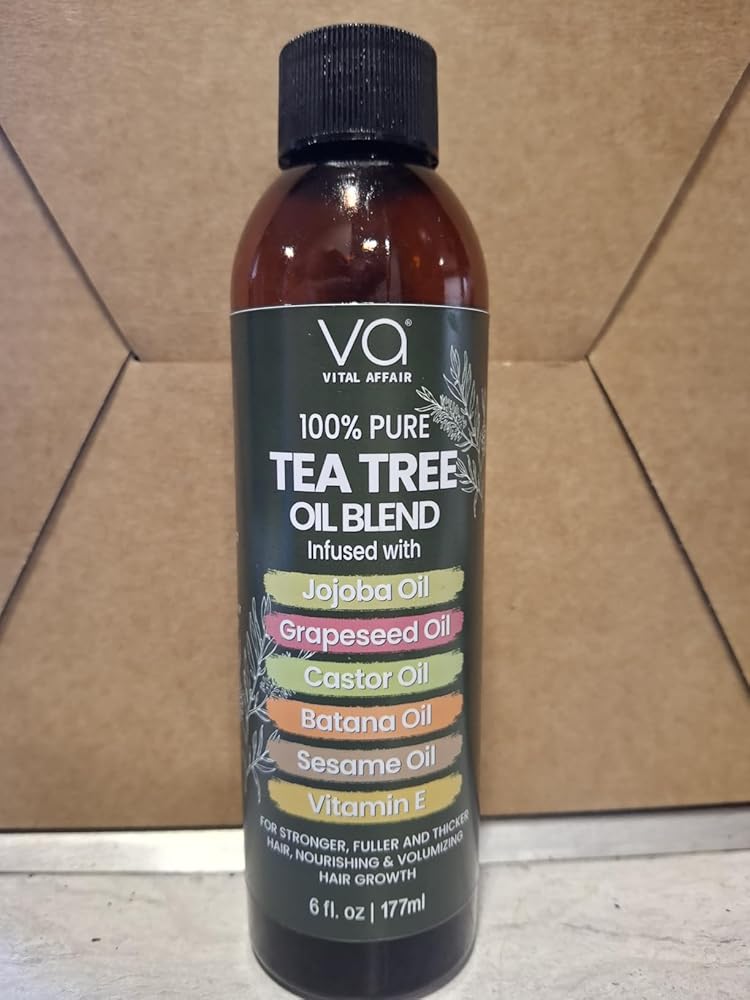 va®
VITAL AFFAIR
100% PURE
TEA TREE
OIL BLEND
Infused with
Jojoba Oil
Grapeseed Oil
Castor Oil
Batana Oil
Sesame Oil
Vitamin E
FOR STRONGER, FULLER AND THICKER
HAIR, NOURISHING & VOLUMIZING
HAIR GROWTH
6 fl. oz | 177ml